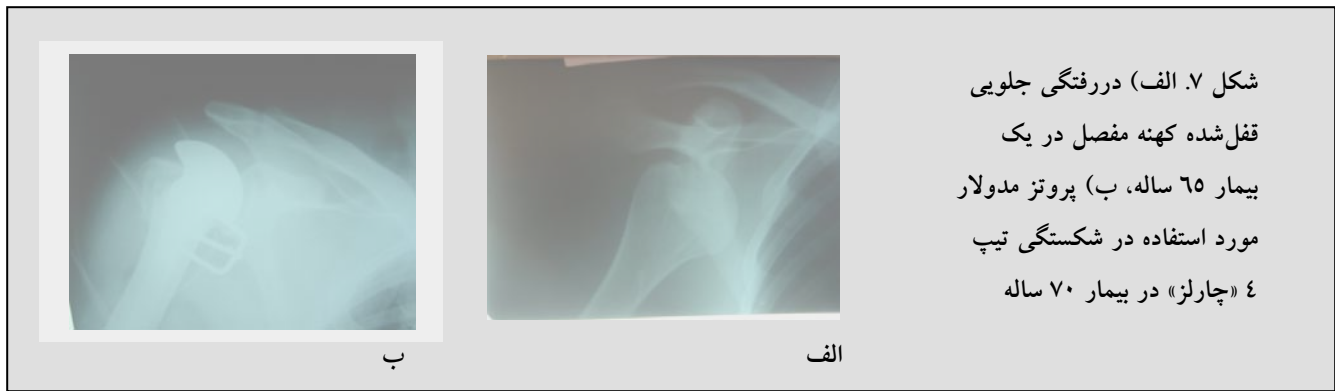 شکل ۷. الف) دررفتگی جلویی
قفل‌شده کهنه مفصل در یک
بیمار ٦٥ ساله، ب) پروتز مدولار
مورد استفاده در شکستگی تیپ
٤ «چارلز» در بیمار ۷۰ ساله
الف
ب